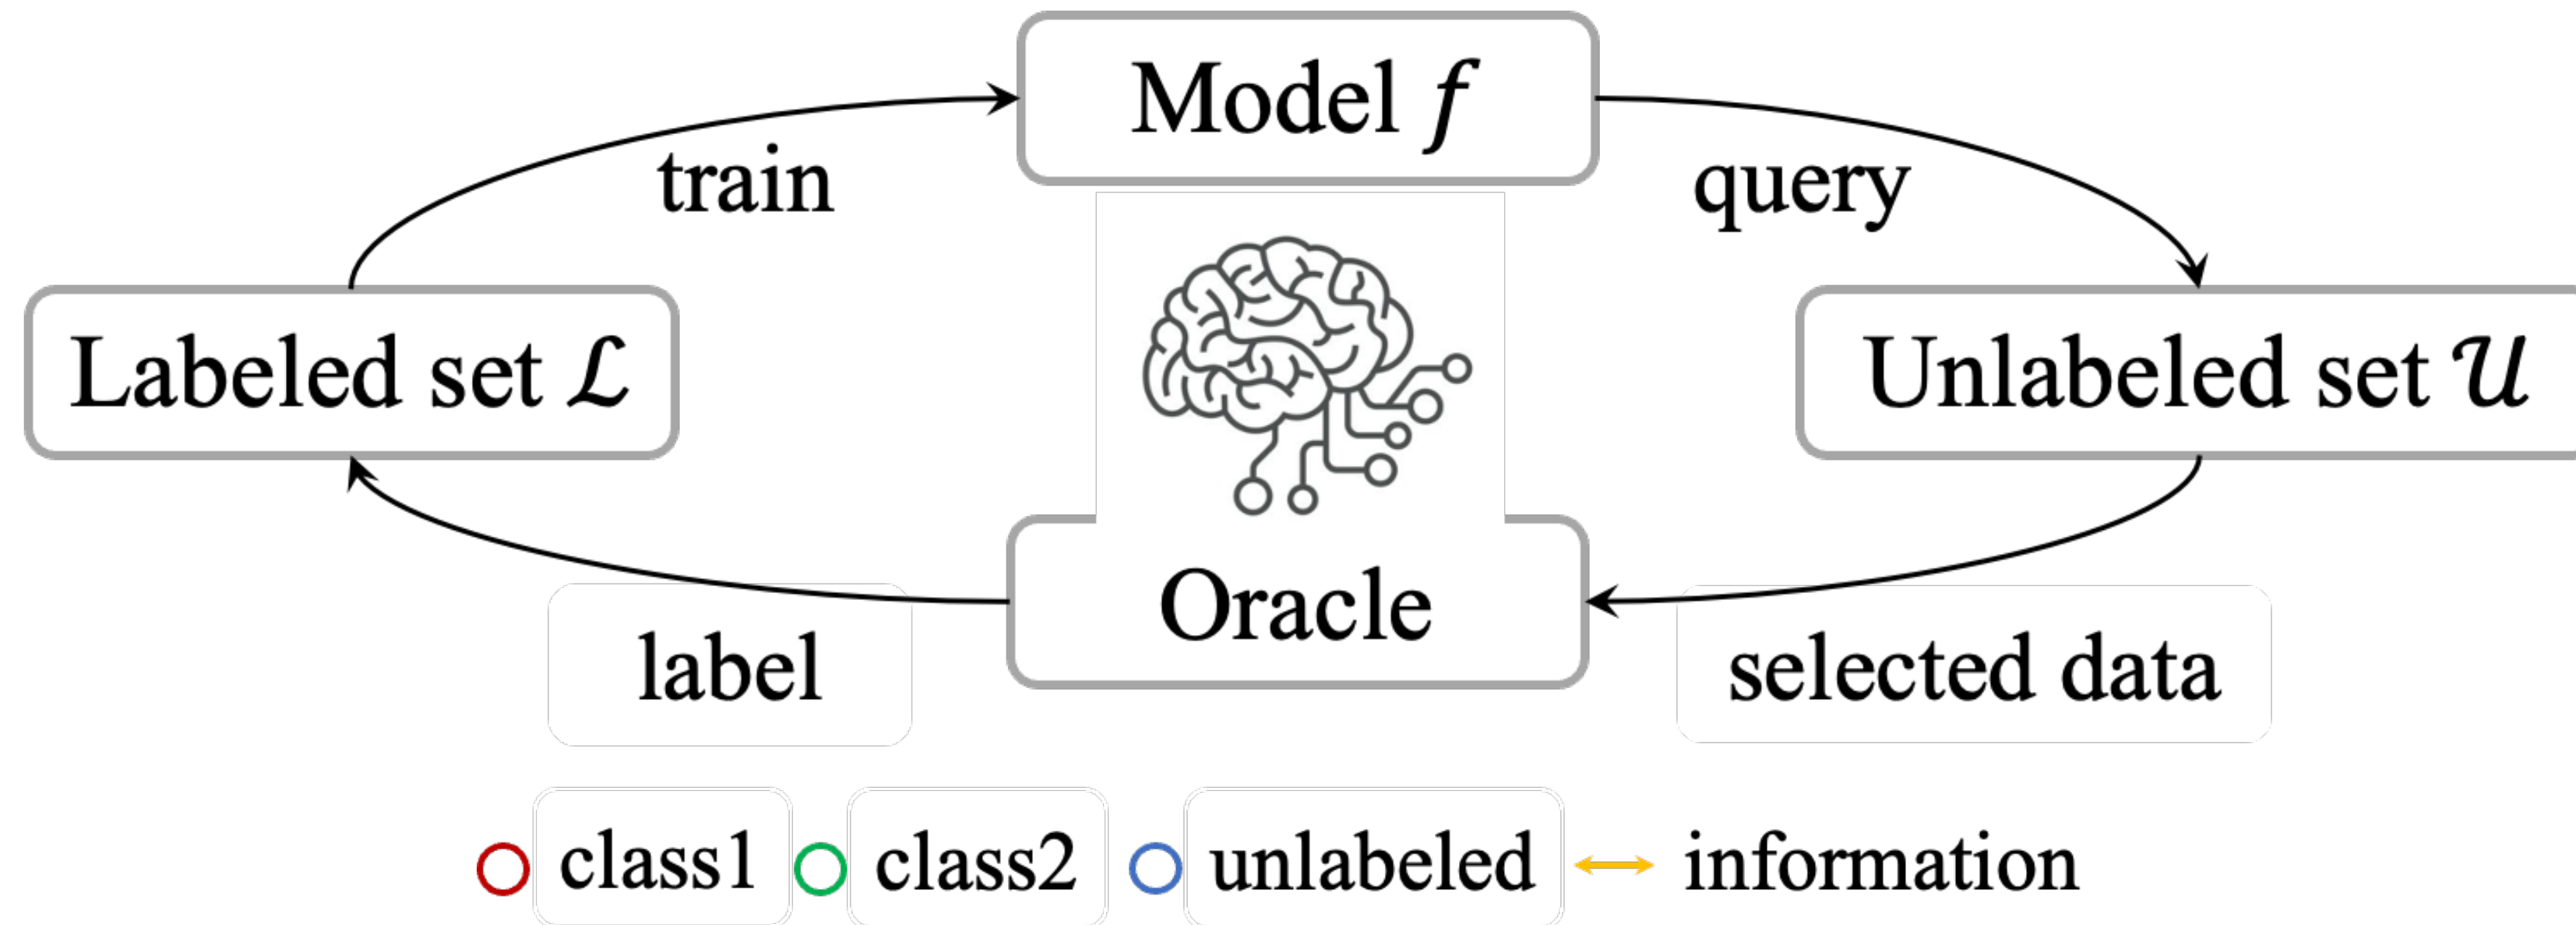 Model f
train
query
Labeled set ℒ
Unlabeled set 𝒰
Oracle
label
selected data
class1 class2 unlabeled information